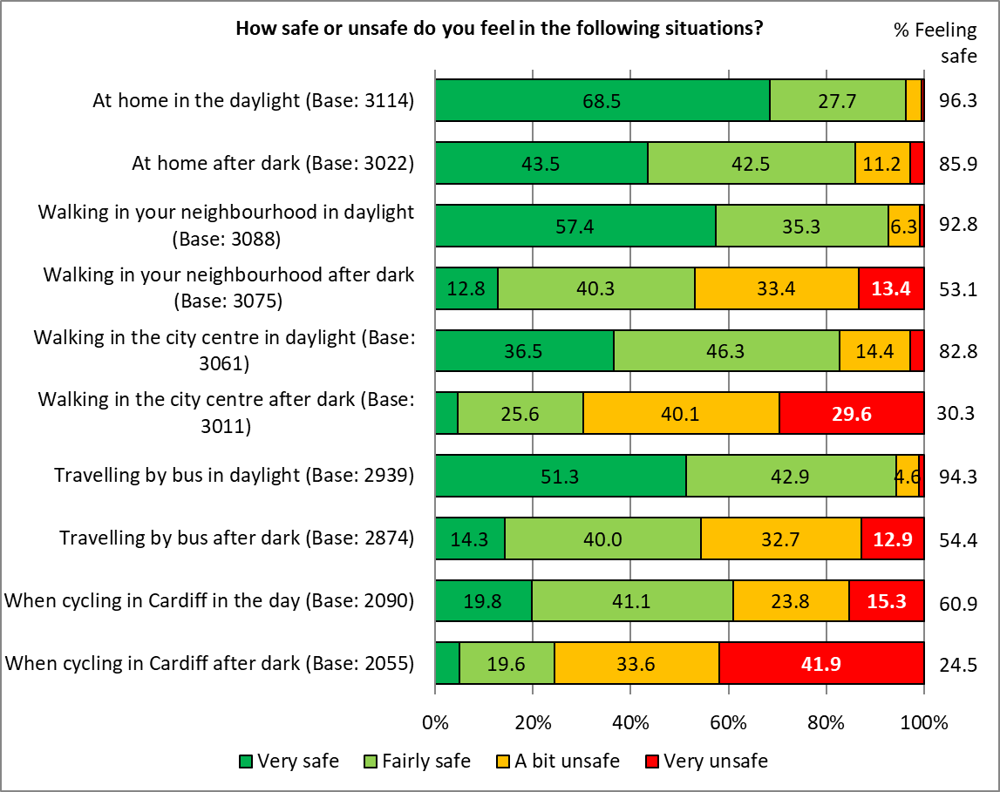 How safe or unsafe do you feel in the following situations?
% Feeling
safe
At home in the daylight (Base: 3114)
68.5 27.7 96.3
At home after dark (Base: 3022)
43.5 42.5 11.2 85.9
Walking in your neighbourhood in daylight
(Base: 3088)
57.4 35.3 6.3 92.8
Walking in your neighbourhood after dark
(Base: 3075)
12.8 40.3 33.4 13.4 53.1
Walking in the city centre in daylight (Base:
3061)
36.5 46.3 14.4 82.8
Walking in the city centre after dark (Base:
3011)
25.6 40.1 29.6 30.3
Travelling by bus in daylight (Base: 2939)
51.3 42.9 4.6 94.3
Travelling by bus after dark (Base: 2874)
14.3 40.0 32.7 12.9 54.4
When cycling in Cardiff in the day (Base: 2090)
19.8 41.1 23.8 15.3 60.9
When cycling in Cardiff after dark (Base: 2055)
19.6 33.6 41.9 24.5
0% 20% 40% 60% 80% 100%
Very safe Fairly safe A bit unsafe Very unsafe